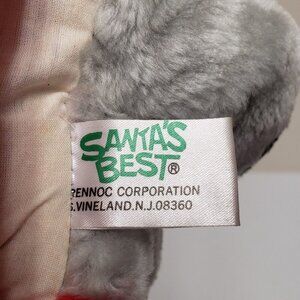 SANTA'S
BEST®
RENNOC CORPORATION
S.VINELAND.N.J.08360